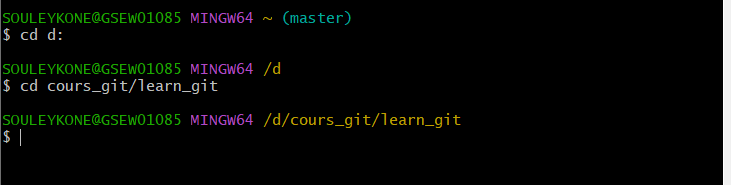 SOULEYKONE@GSEW01085 MINGW64 ~ (master)
$ cd d:
SOULEYKONE@GSEW01085 MINGW64 /d
$ cd cours_git/learn_git
SOULEYKONE@GSEW01085 MINGW64 /d/cours_git/learn_git
$